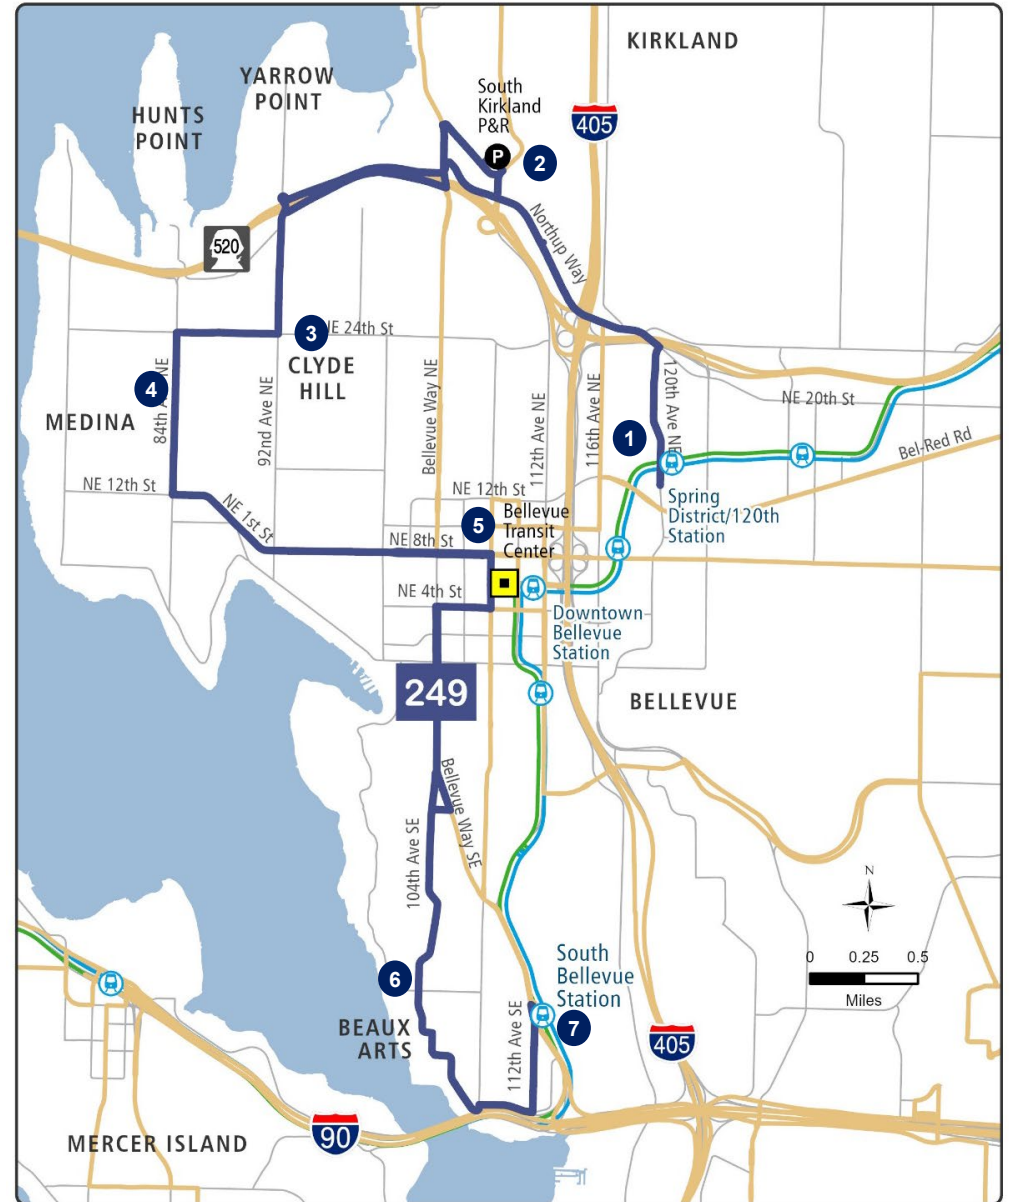 KIRKLAND
YARROW
POINT
HUNTS
POINT
South
Kirkland
P&R
P
2
405
520
Northup Way
3
NE 24th St
CLYDE
HILL
4
84th Ave NE
MEDINA
92nd Ave NE
Bellevue Way NE
112th Ave NE
116th Ave NE
120th Ave NE
1
NE 20th St
Bel-Red Rd
NE 12th St
NE 1st St
NE 12th St
5
Bellevue
Transit
Center
Spring
District/120th
Station
NE 8th St
NE 4th St
Downtown
Bellevue
Station
249
BELLEVUE
Bellevue Way SE
104th Ave SE
N
0 0.25 0.5
Miles
6
South
Bellevue
Station
7
BEAUX
ARTS
112th Ave SE
405
90
MERCER ISLAND